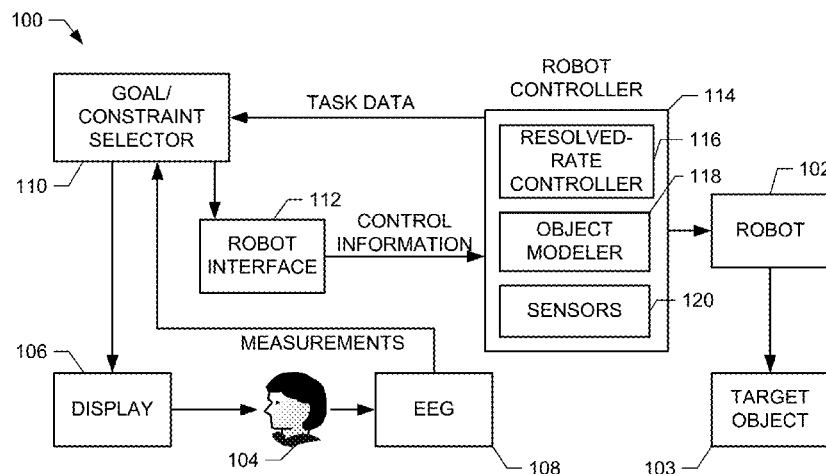 100
GOAL/
CONSTRAINT
SELECTOR
110
TASK DATA
ROBOT
CONTROLLER
114
RESOLVED-
RATE
CONTROLLER
116
118
OBJECT
MODELER
SENSORS
120
102
ROBOT
112
ROBOT
INTERFACE
CONTROL
INFORMATION
MEASUREMENTS
106
DISPLAY
104
EEG
108
TARGET
OBJECT
103